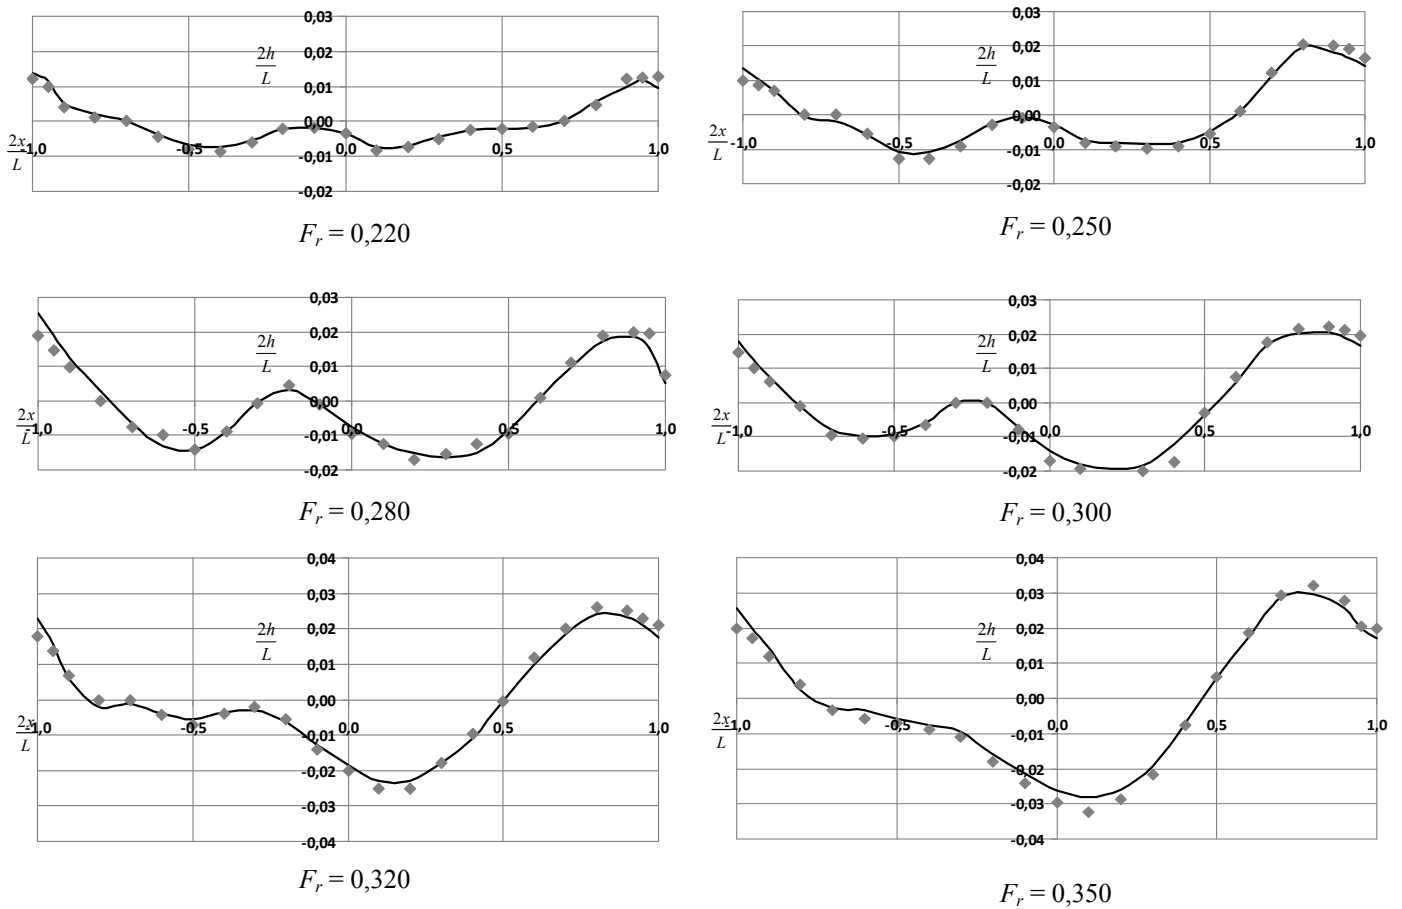 0,03
0,02
2h
L
0,01
0,00
2x
L
-1,0
-0,5
0,0
0,5
1,0
-0,01
-0,02
Fr = 0,220
0,03
0,02
2h
L
0,01
0,00
2x
L
-1,0
-0,5
0,0
0,5
1,0
-0,01
-0,02
Fr = 0,250
0,03
0,02
2h
L
0,01
0,00
2x
L
-1,0
-0,5
0,0
0,5
1,0
-0,01
-0,02
Fr = 0,280
0,03
0,02
2h
L
0,01
0,00
2x
L
-1,0
-0,5
0,0
0,5
1,0
-0,01
-0,02
Fr = 0,300
0,04
0,03
0,02
2h
L
0,01
0,00
2x
L
-1,0
-0,5
0,0
0,5
1,0
-0,01
-0,02
-0,03
-0,04
Fr = 0,320
0,04
0,03
0,02
2h
L
0,01
0,00
2x
L
-1,0
-0,5
0,0
0,5
1,0
-0,01
-0,02
-0,03
-0,04
Fr = 0,350